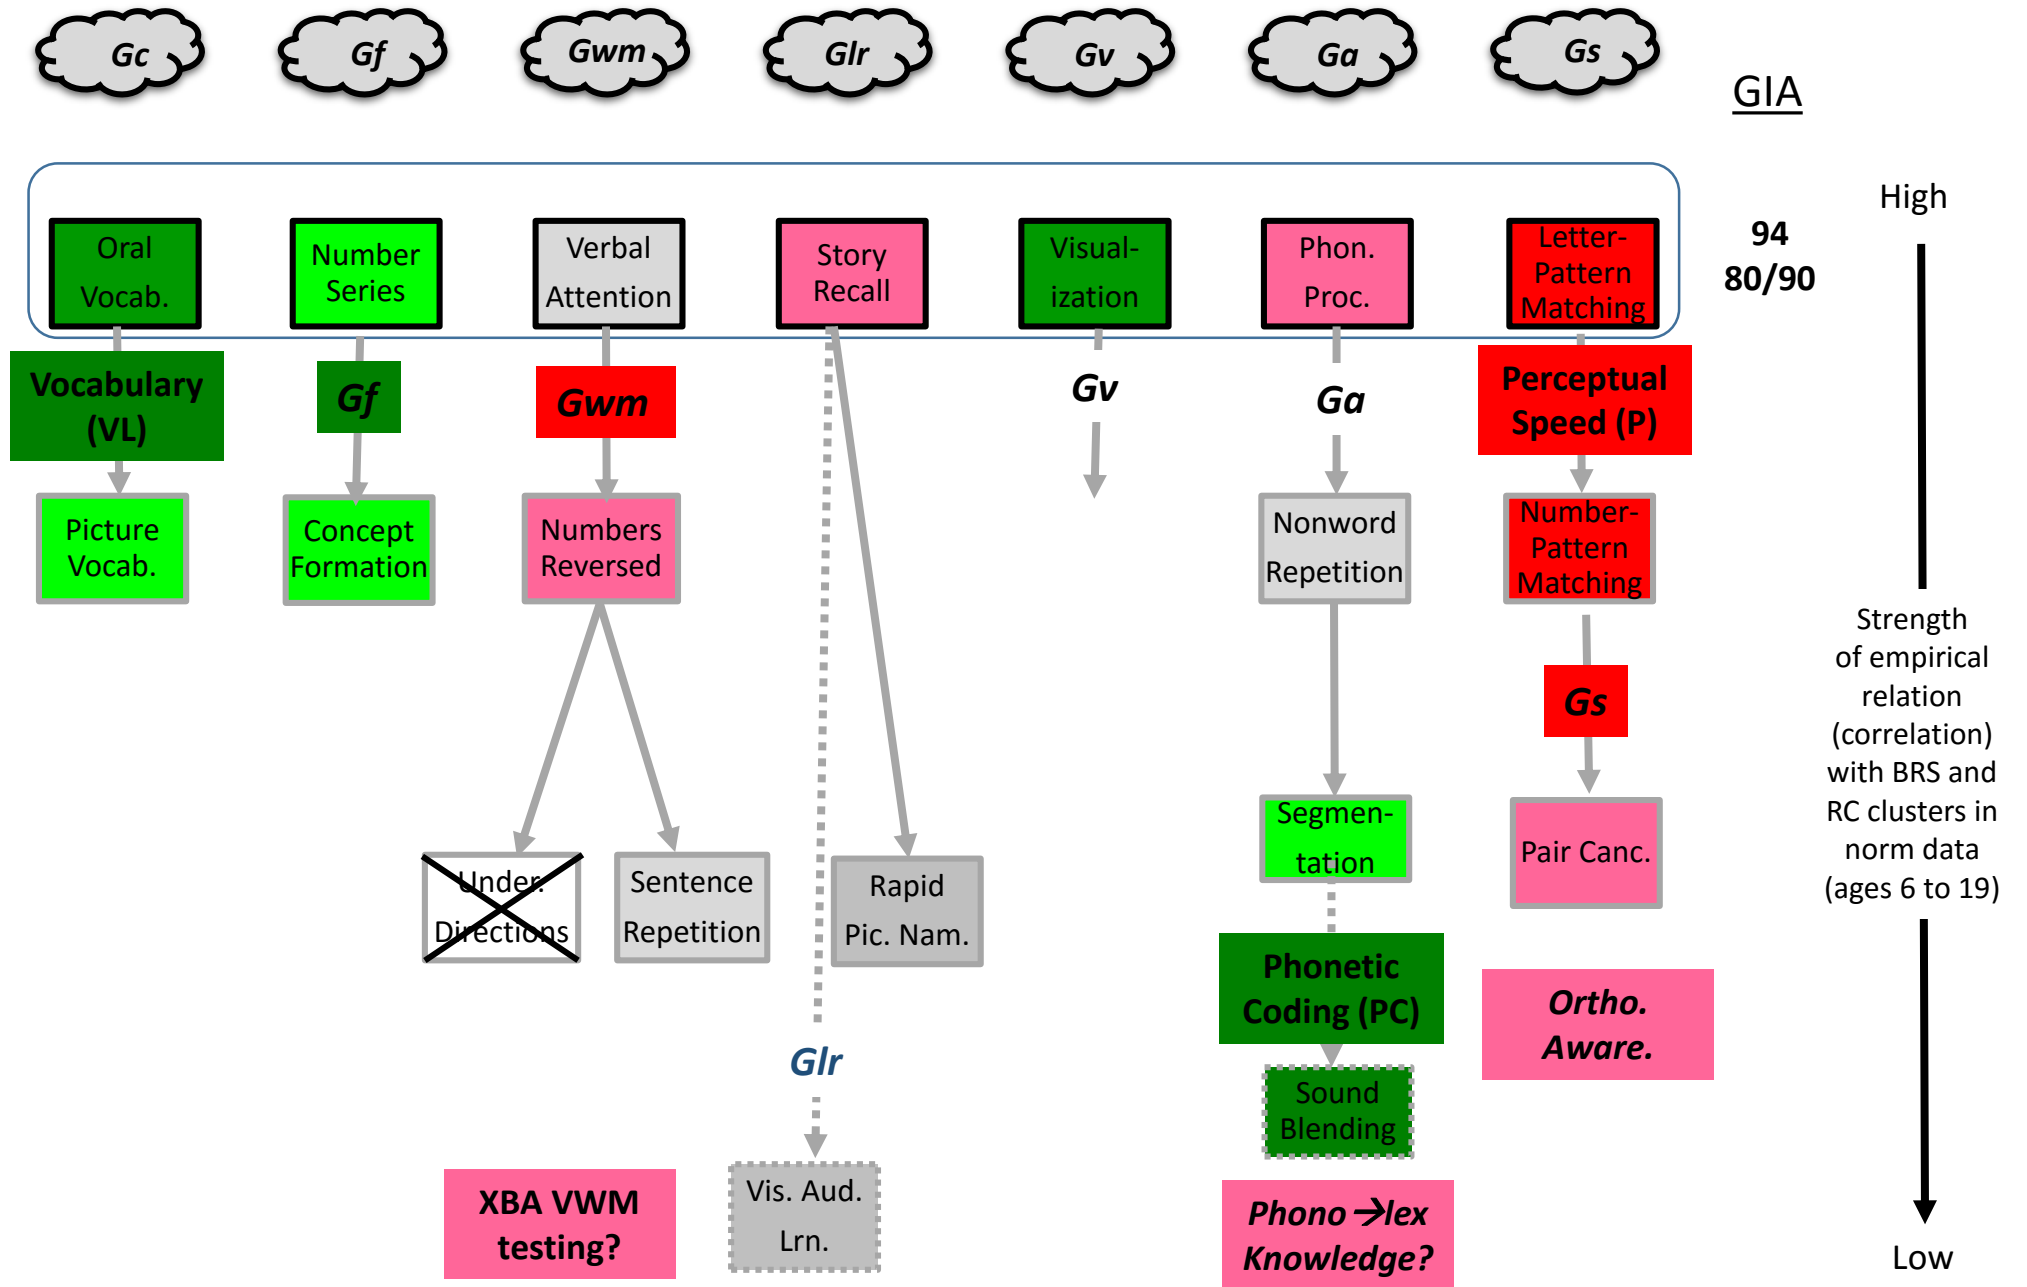 Gc
Gf
Gwm
Glr
Gv
Ga
Gs
GIA
Oral
Vocab.
Number
Series
Verbal
Attention
Story
Recall
Visual-
ization
Phon.
Proc.
Letter-
Pattern
Matching
94
80/90
High
Vocabulary
(VL)
Gf
Gwm
Gv
Ga
Perceptual
Speed (P)
Picture
Vocab.
Concept
Formation
Numbers
Reversed
Nonword
Repetition
Number-
Pattern
Matching
Strength
of empirical
relation
(correlation)
with BRS and
RC clusters in
norm data
(ages 6 to 19)
Gs
Under.
Directions
Sentence
Repetition
Rapid
Pic. Nam.
Segmen-
tation
Pair Canc.
Phonetic
Coding (PC)
Ortho.
Aware.
Glr
Sound
Blending
XBA VWM
testing?
Vis. Aud.
Lrn.
Phono→lex
Knowledge?
Low